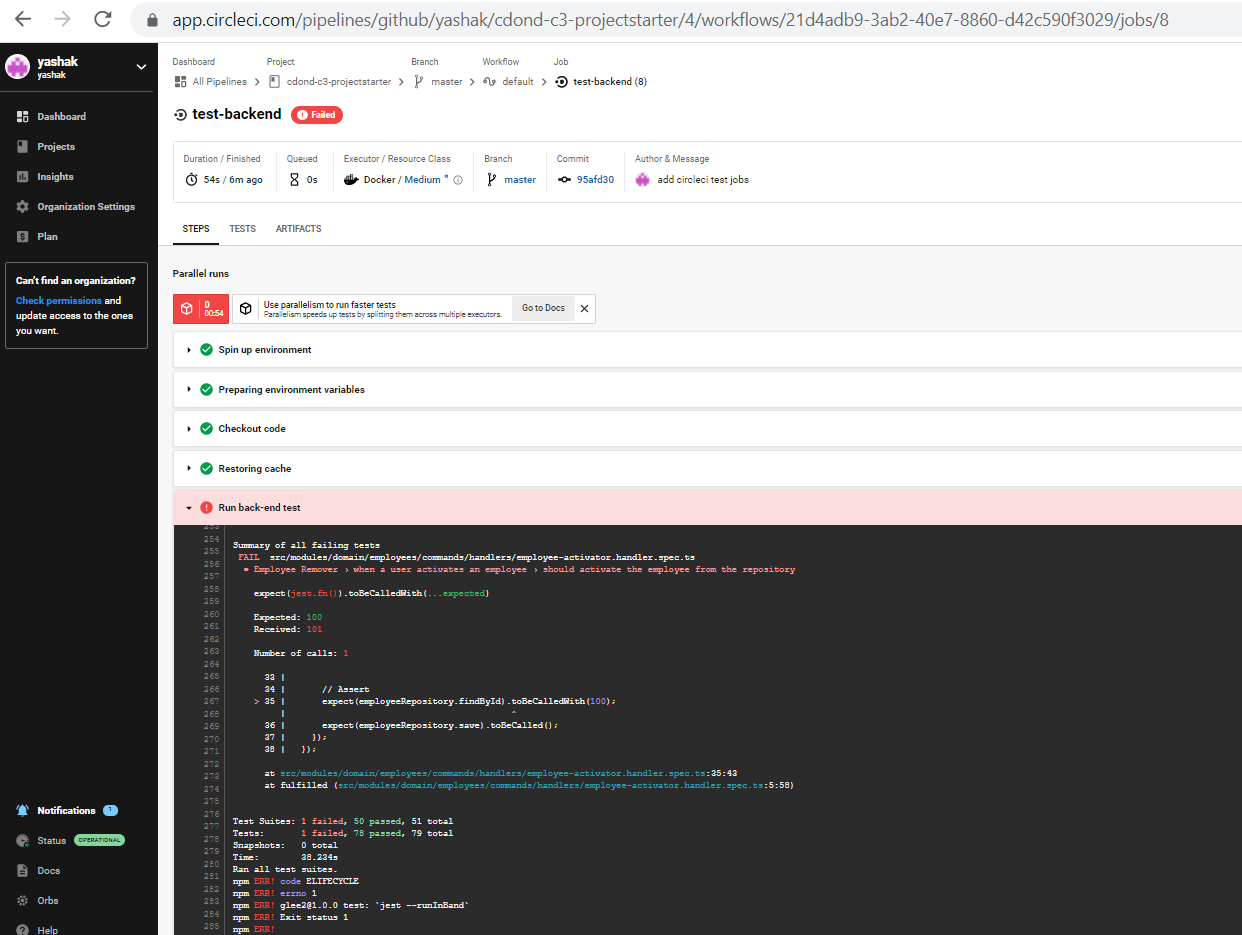 app.circleci.com/pipelines/github/yashak/cdond-c3-projectstarter/4/workflows/21d4adb9-3ab2-40e7-8860-d42c590f3029/jobs/8
yashak
yashak
Dashboard
Projects
Insights
Organization Settings
Plan
Can't find an organization?
Check permissions and
update access to the ones
you want.
Notifications 1
Status OPERATIONAL
Docs
Orbs
Help
Dashboard Project Branch Workflow Job
All Pipelines cdond-c3-projectstarter master default test-backend (8)
test-backend Failed
Duration / Finished Queued Executor / Resource Class Branch Commit Author & Message
54s / 6m ago 0s Docker / Medium master 95afd30 add circleci test jobs
STEPS TESTS ARTIFACTS
Parallel runs
00:54
Use parallelism to run faster tests
Parallelism speeds up tests by splitting them across multiple executors.
Go to Docs
Spin up environment
Preparing environment variables
Checkout code
Restoring cache
Run back-end test
253
254 Summary of all failing tests
255 FAIL src/modules/domain/employees/commands/handlers/employee-activator.handler.spec.ts
256 ● Employee Remover › when a user activates an employee › should activate the employee from the repository
257
258 expect(jest.fn()).toBeCalledWith(...expected)
259
260 Expected: 100
261 Received: 101
262
263 Number of calls: 1
264
265 33 |
266 34 | // Assert
267 > 35 | expect(employeeRepository.findById).toBeCalledWith(100);
268 | ^
269 36 | expect(employeeRepository.save).toBeCalled();
270 37 | });
271 38 | });
272
273 at src/modules/domain/employees/commands/handlers/employee-activator.handler.spec.ts:35:43
274 at fulfilled (src/modules/domain/employees/commands/handlers/employee-activator.handler.spec.ts:5:58)
275
276
277 Test Suites: 1 failed, 50 passed, 51 total
278 Tests: 1 failed, 78 passed, 79 total
279 Snapshots: 0 total
280 Time: 38.234s
281 Ran all test suites.
282 npm ERR! code ELIFECYCLE
283 npm ERR! errno 1
284 npm ERR! glee2@1.0.0 test: `jest --runInBand`
285 npm ERR! Exit status 1
npm ERR!